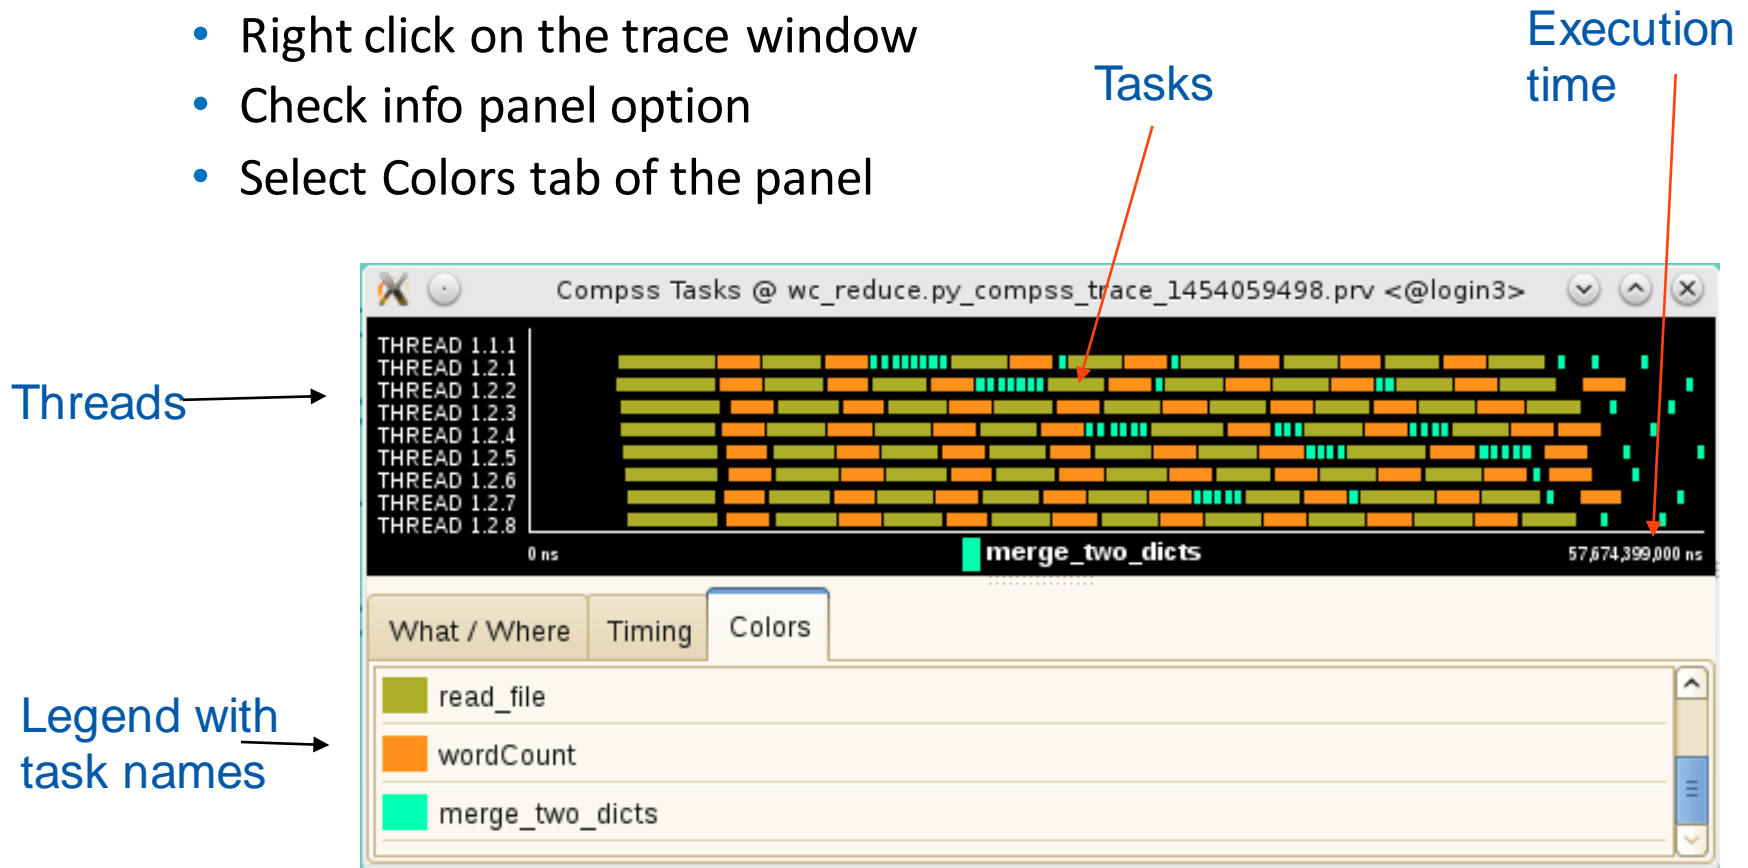 • Right click on the trace window
• Check info panel option
• Select Colors tab of the panel
Tasks
Execution
time
Compss Tasks @ wc_reduce.py_compss_trace_1454059498.prv <@login3>
Threads
THREAD 1.1.1
THREAD 1.2.1
THREAD 1.2.2
THREAD 1.2.3
THREAD 1.2.4
THREAD 1.2.5
THREAD 1.2.6
THREAD 1.2.7
THREAD 1.2.8
0 ns
merge_two_dicts
57,674,399,000 ns
What / Where
Timing
Colors
Legend with
task names
read_file
wordCount
merge_two_dicts